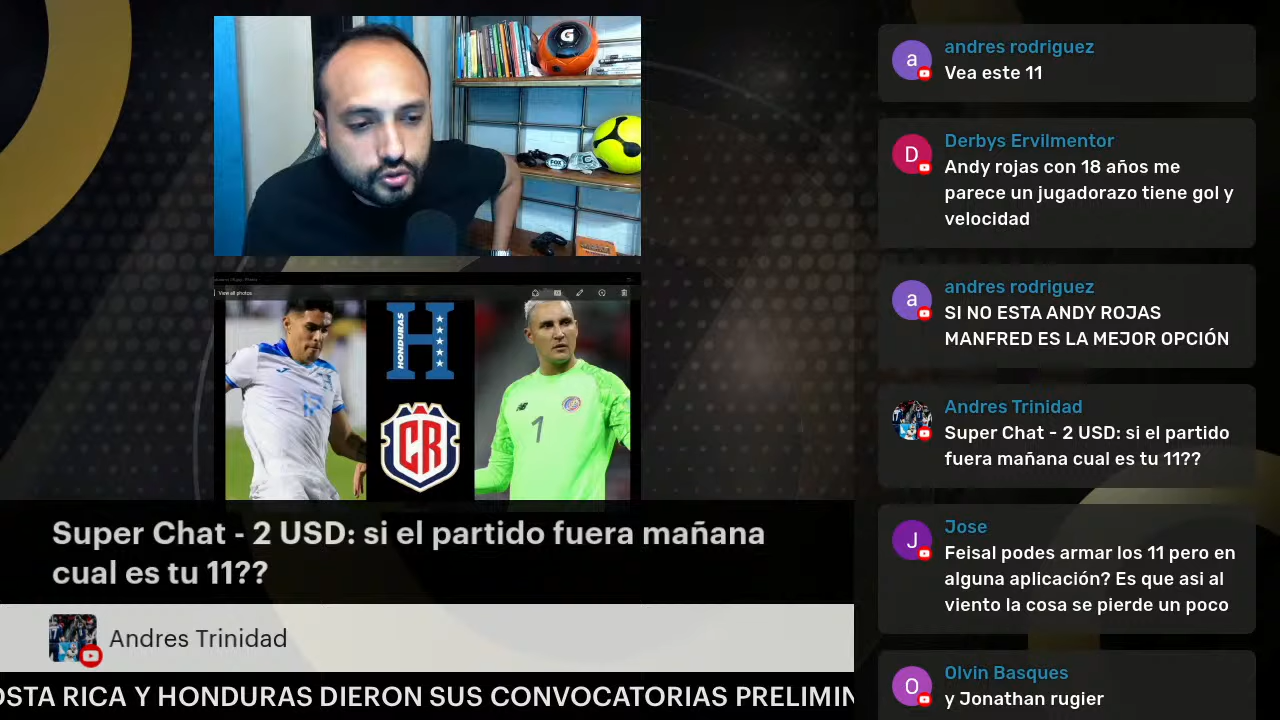 View all photos
HONDURAS
H
CR
1
G
FOX
Super Chat - 2 USD: si el partido fuera mañana
cual es tu 11??
Andres Trinidad
OSTA RICA Y HONDURAS DIERON SUS CONVOCATORIAS PRELIMIN
a
andres rodriguez
Vea este 11
D
Derbys Ervilmentor
Andy rojas con 18 años me
parece un jugadorazo tiene gol y
velocidad
a
andres rodriguez
SI NO ESTA ANDY ROJAS
MANFRED ES LA MEJOR OPCIÓN
Andres Trinidad
Super Chat - 2 USD: si el partido
fuera mañana cual es tu 11??
J
Jose
Feisal podes armar los 11 pero en
alguna aplicación? Es que asi al
viento la cosa se pierde un poco
O
Olvin Basques
y Jonathan rugier